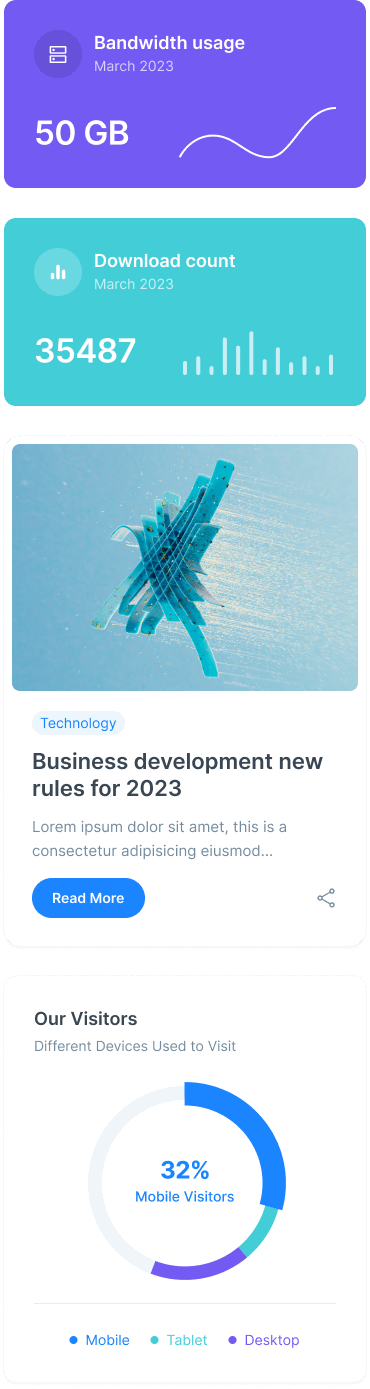 Bandwidth usage
March 2023
50 GB
Download count
March 2023
35487
Technology
Business development new
rules for 2023
Lorem ipsum dolor sit amet, this is a
consectetur adipisicing eiusmod...
Read More
Our Visitors
Different Devices Used to Visit
32%
Mobile Visitors
Mobile Tablet Desktop